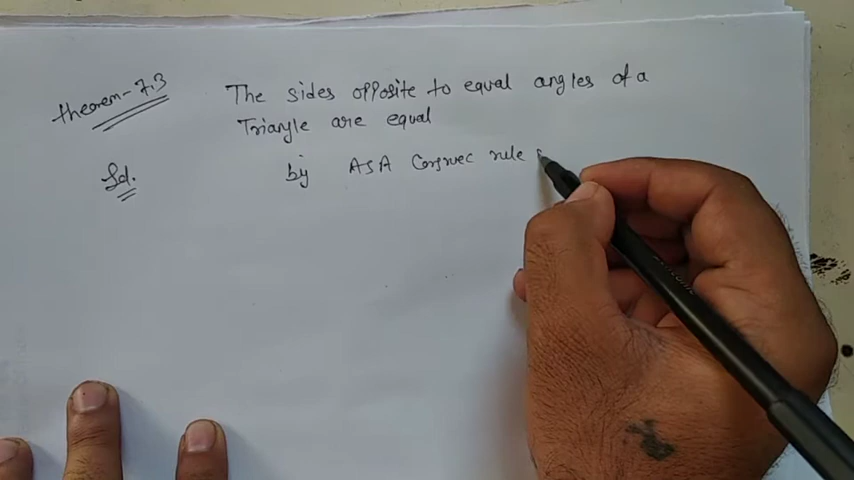 Theorem-7.3 The sides opposite to equal angles of a
Triangle are equal
Sol. by ASA Congruec rule